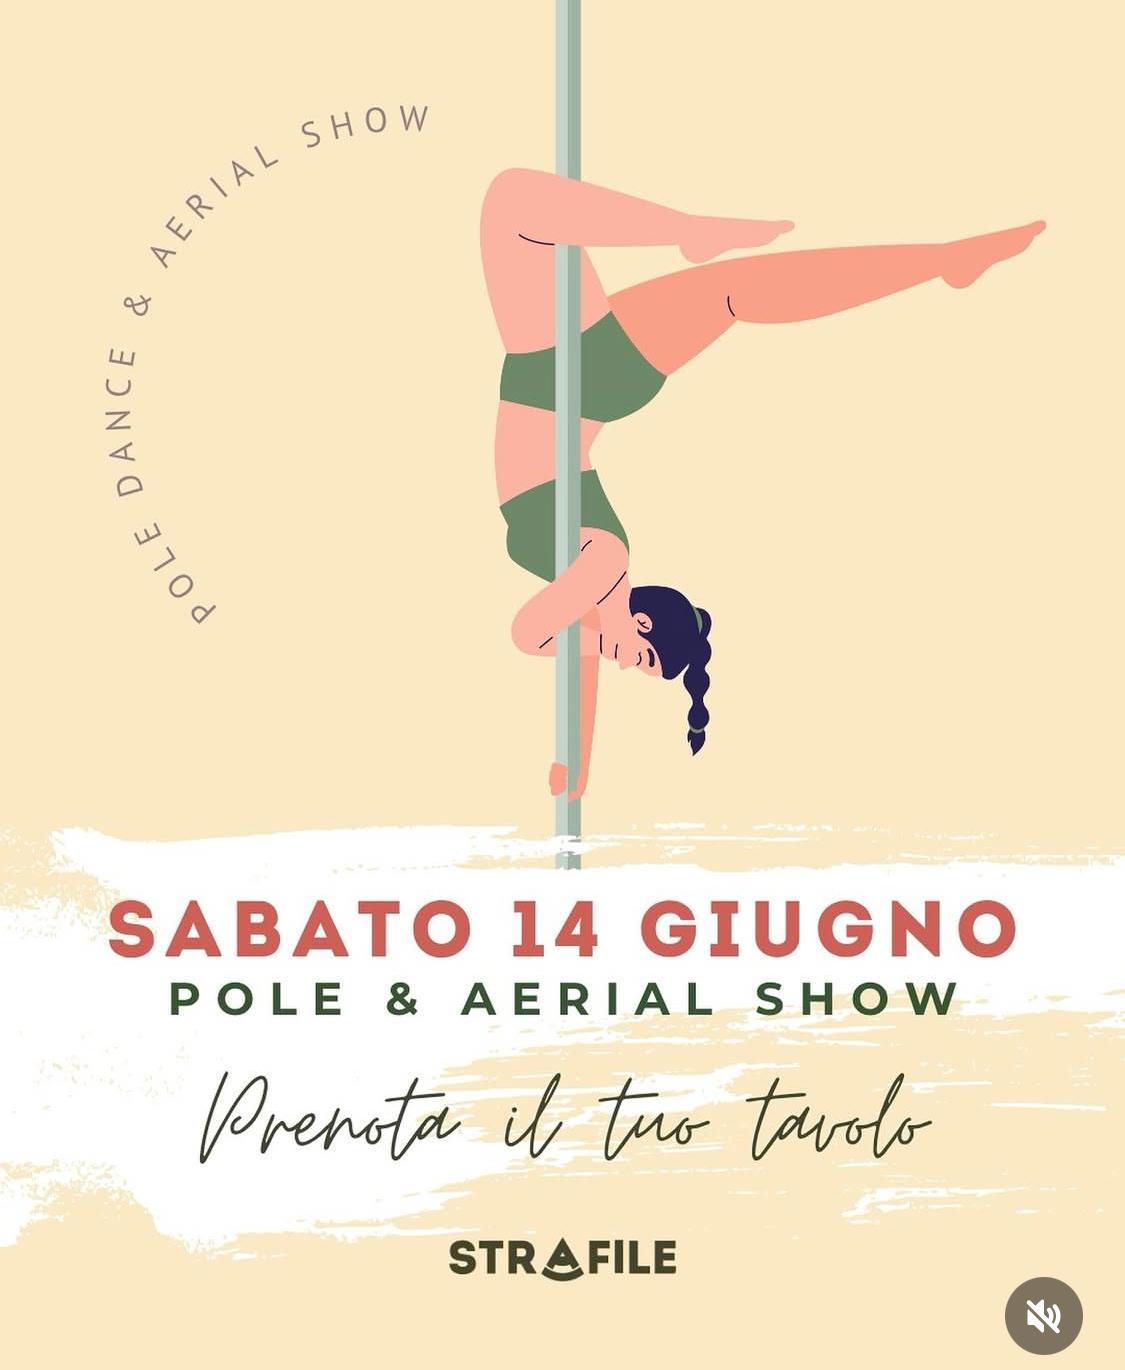 POLE DANCE & AERIAL SHOW
SABATO 14 GIUGNO
POLE & AERIAL SHOW
Prenota il tuo tavolo
STRAFILE